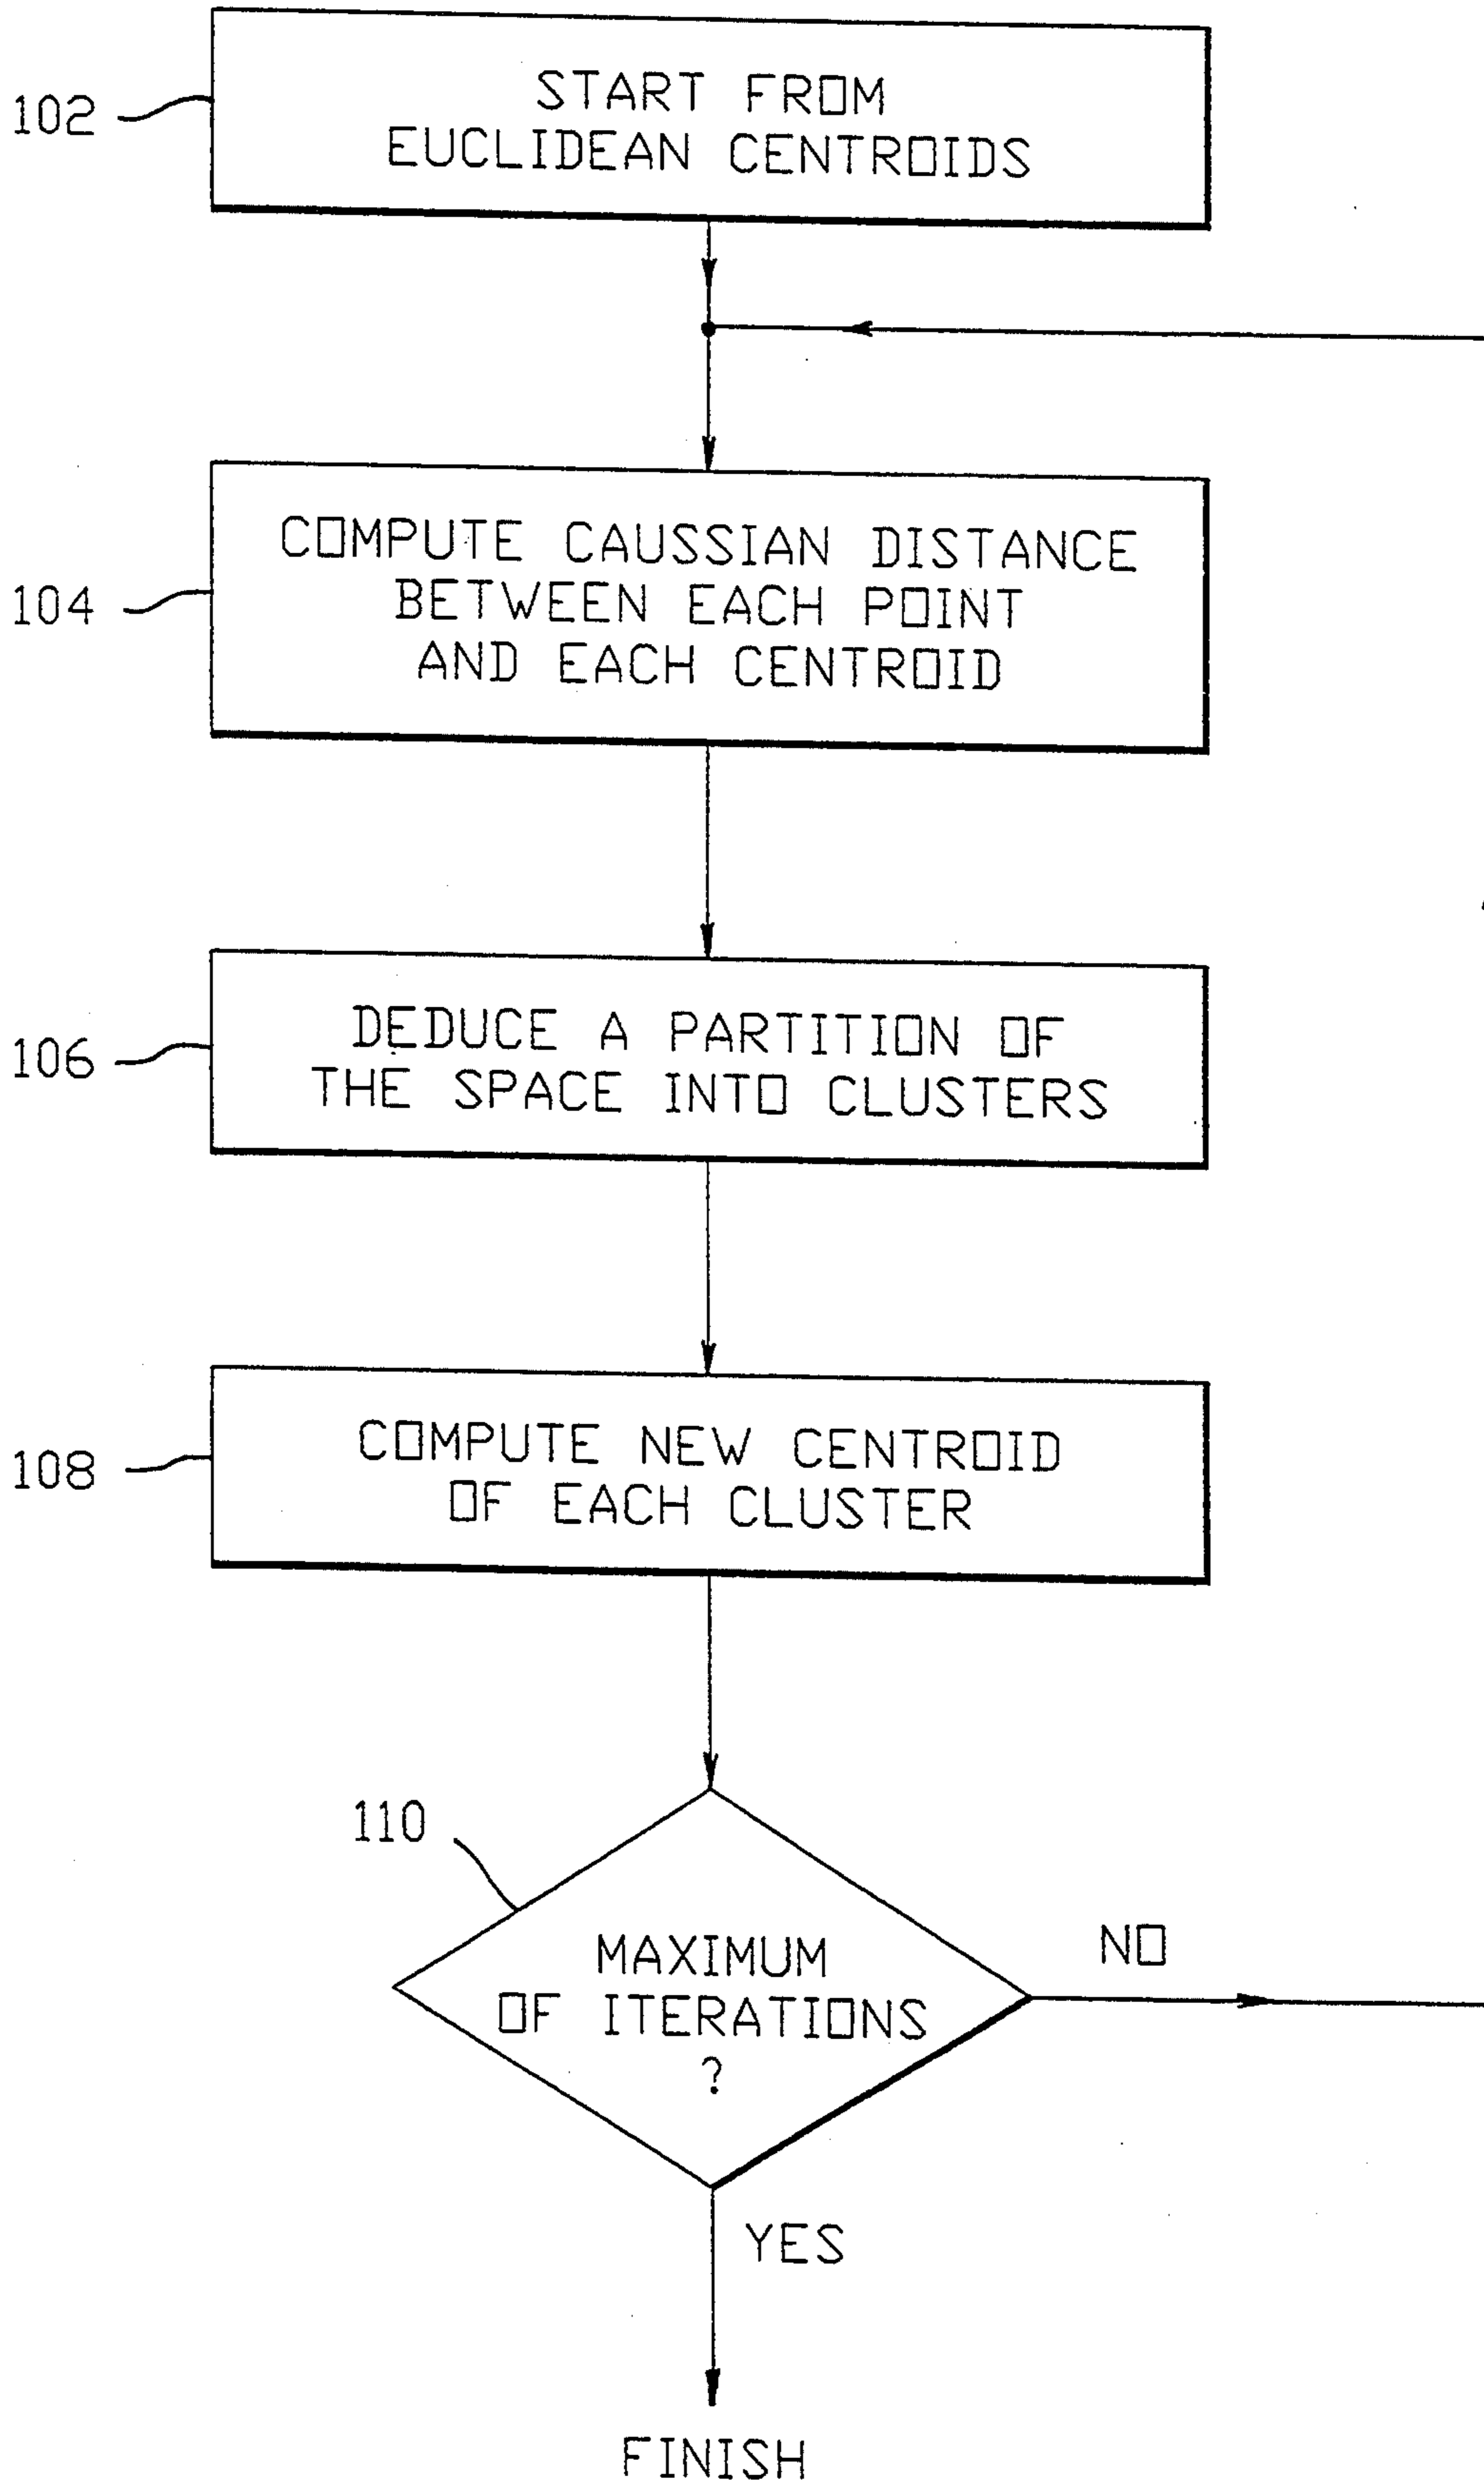 START FROM
EUCLIDEAN CENTROIDS
102
COMPUTE CAUSSIAN DISTANCE
BETWEEN EACH POINT
AND EACH CENTROID
104
DEDUCE A PARTITION OF
THE SPACE INTO CLUSTERS
106
COMPUTE NEW CENTROID
OF EACH CLUSTER
108
110
MAXIMUM
OF ITERATIONS
?
NO
YES
FINISH